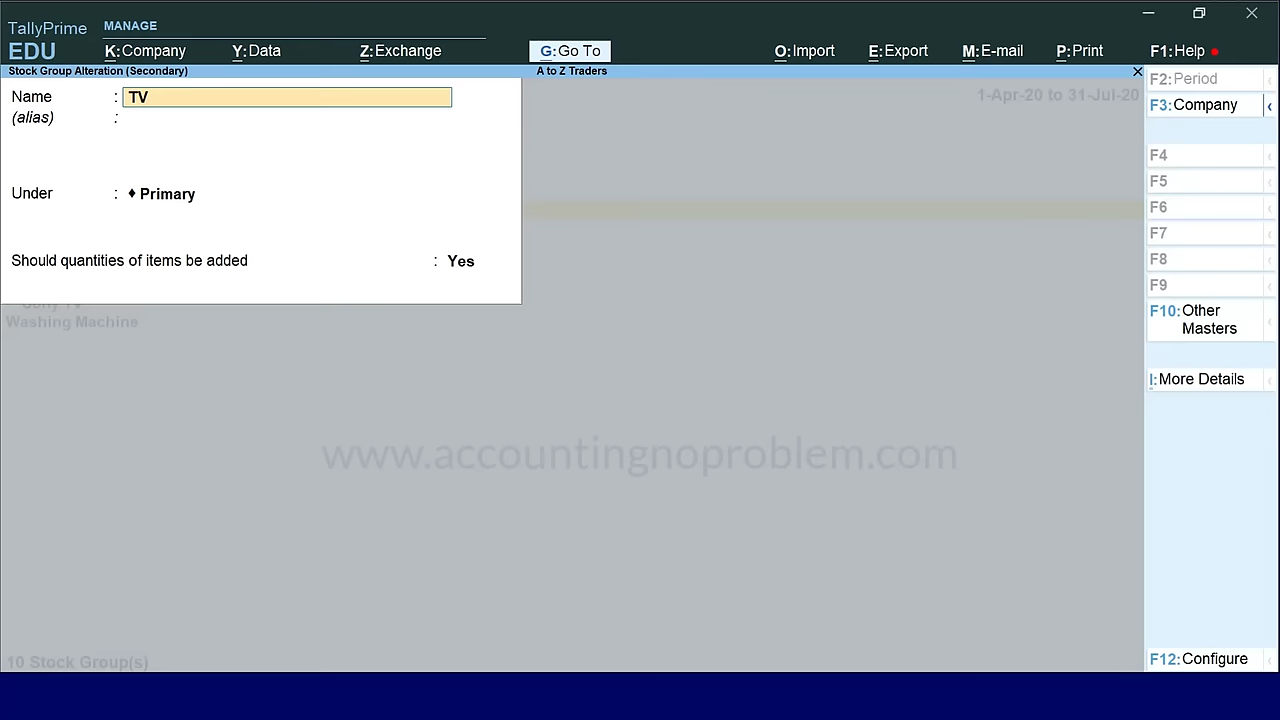 TallyPrime
MANAGE
EDU
K:Company
Y:Data
Z:Exchange
G:Go To
O:Import
E:Export
M:E-mail
P:Print
F1:Help
Stock Group Alteration (Secondary)
A to Z Traders
Name : TV
(alias) :
Under : ♦ Primary
Should quantities of items be added : Yes
1-Apr-20 to 31-Jul-20
Washing Machine
www.accountingnoproblem.com
10 Stock Group(s)
F2:Period
F3:Company
F4
F5
F6
F7
F8
F9
F10:Other
Masters
I:More Details
F12:Configure